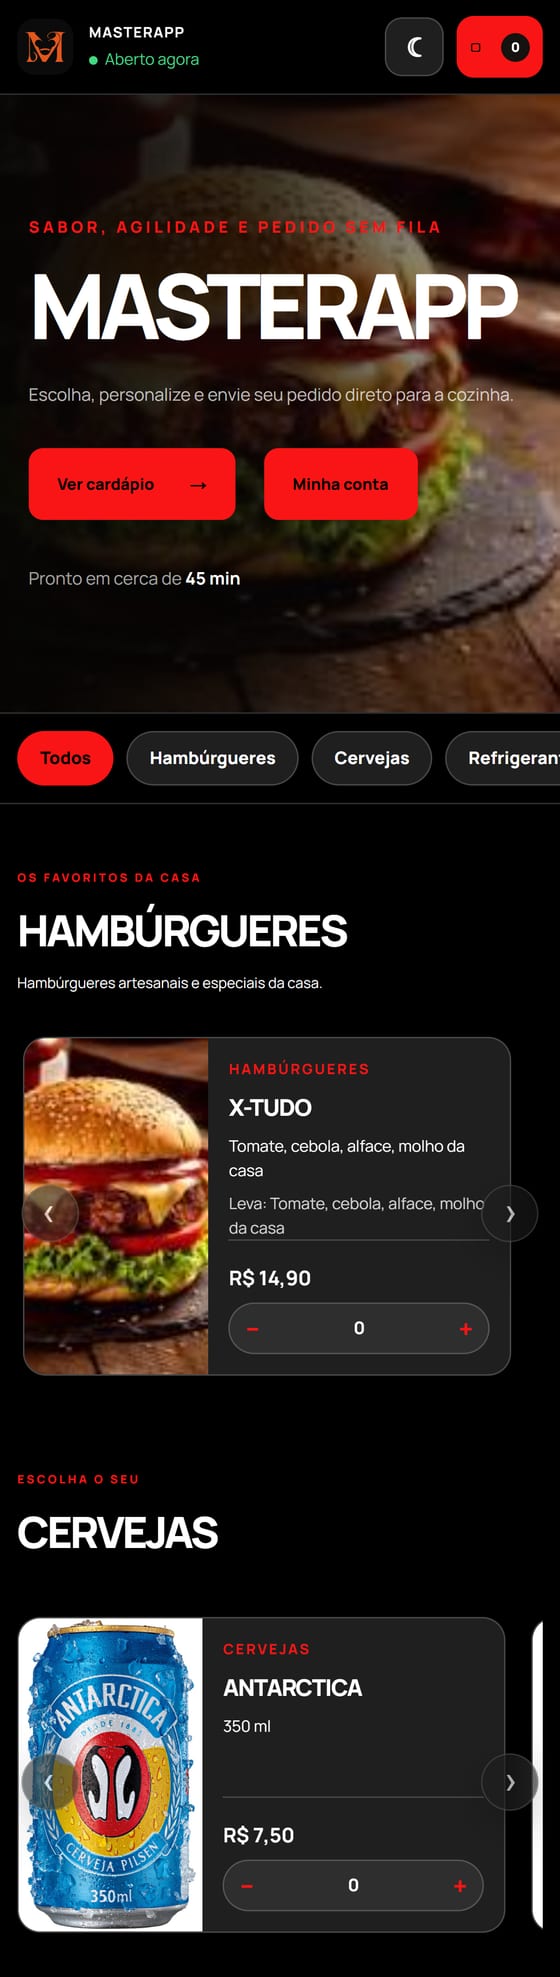 MASTERAPP
Aberto agora
0
SABOR, AGILIDADE E PEDIDO SEM FILA
MASTERAPP
Escolha, personalize e envie seu pedido direto para a cozinha.
Ver cardápio →
Minha conta
Pronto em cerca de 45 min
Todos
Hambúrgueres
Cervejas
Refrigeran
OS FAVORITOS DA CASA
HAMBÚRGUERES
Hambúrgueres artesanais e especiais da casa.
HAMBÚRGUERES
X-TUDO
Tomate, cebola, alface, molho da
casa
Leva: Tomate, cebola, alface, molho
da casa
R$ 14,90
− 0 +
ESCOLHA O SEU
CERVEJAS
ANTARCTICA
DESDE 1885
CERVEJA PILSEN
350ml
CERVEJAS
ANTARCTICA
350 ml
R$ 7,50
− 0 +